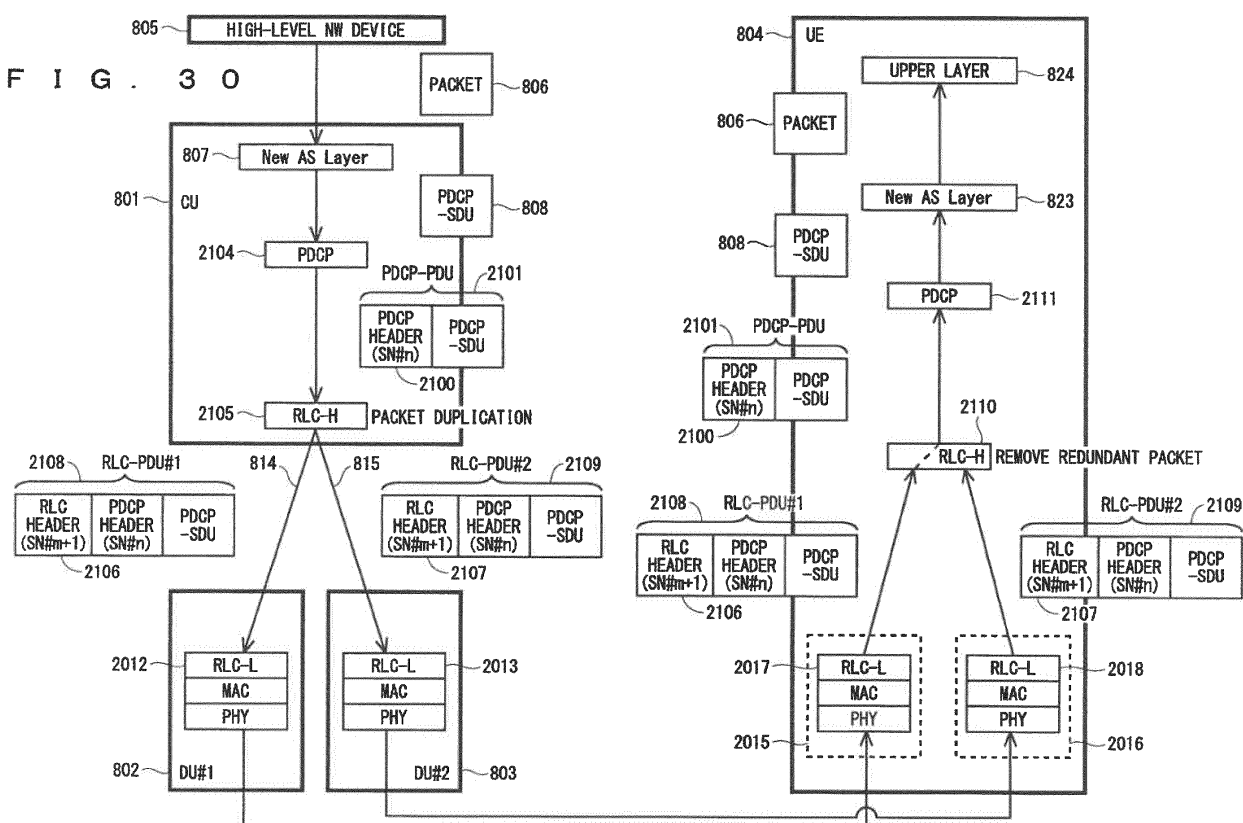 FIG. 30
805
HIGH-LEVEL NW DEVICE
PACKET
806
807
New AS Layer
801
CU
PDCP
-SDU
808
2104
PDCP
PDCP-PDU
2101
PDCP
HEADER
(SN#n)
PDCP
-SDU
2100
2105
RLC-H
PACKET DUPLICATION
2108
RLC-PDU#1
814
815
RLC-PDU#2
2109
RLC
HEADER
(SN#m+1)
PDCP
HEADER
(SN#n)
PDCP
-SDU
2106
RLC
HEADER
(SN#m+1)
PDCP
HEADER
(SN#n)
PDCP
-SDU
2107
2012
RLC-L
MAC
PHY
RLC-L
MAC
PHY
2013
802
DU#1
DU#2
803
804
UE
UPPER LAYER
824
806
PACKET
New AS Layer
823
808
PDCP
-SDU
PDCP
2111
2101
PDCP-PDU
PDCP
HEADER
(SN#n)
PDCP
-SDU
2100
2110
RLC-H
REMOVE REDUNDANT PACKET
2108
RLC-PDU#1
RLC
HEADER
(SN#m+1)
PDCP
HEADER
(SN#n)
PDCP
-SDU
2106
RLC-PDU#2
2109
RLC
HEADER
(SN#m+1)
PDCP
HEADER
(SN#n)
PDCP
-SDU
2107
2017
RLC-L
MAC
PHY
2015
RLC-L
MAC
PHY
2018
2016